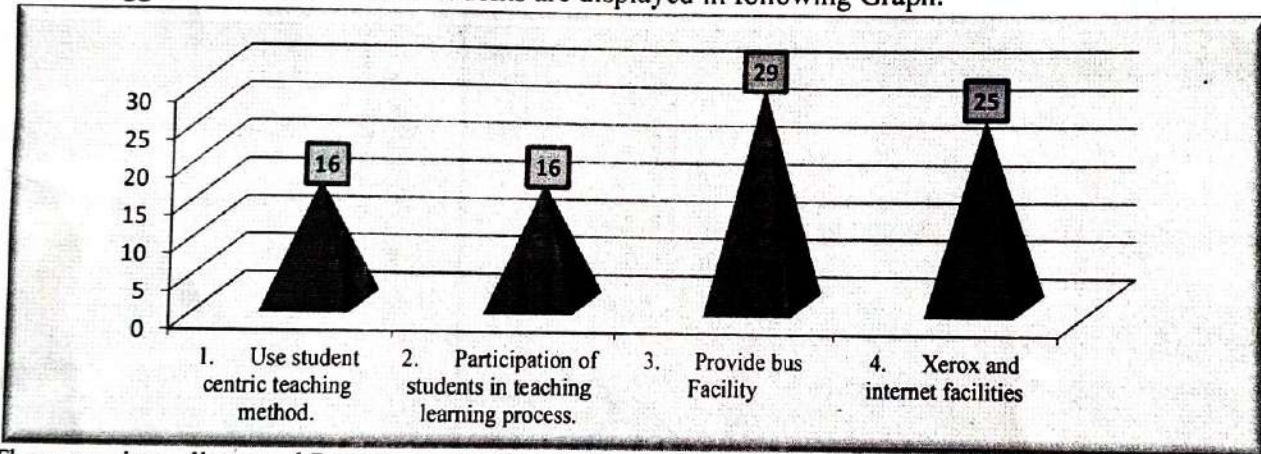 are displayed in following Graph.
29
25
16
16
30
25
20
15
10
5
0
1. Use student 2. Participation of 3. Provide bus 4. Xerox and
centric teaching students in teaching Facility internet facilities
method. learning process.